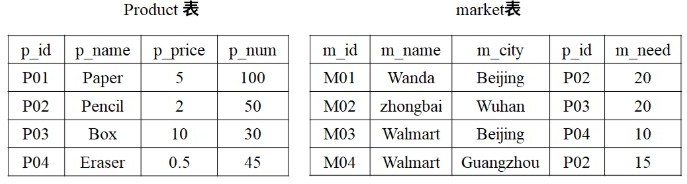 Product 表 market表
p_id p_name p_price p_num m_id m_name m_city p_id m_need
P01 Paper 5 100 M01 Wanda Beijing P02 20
P02 Pencil 2 50 M02 zhongbai Wuhan P03 20
P03 Box 10 30 M03 Walmart Beijing P04 10
P04 Eraser 0.5 45 M04 Walmart Guangzhou P02 15